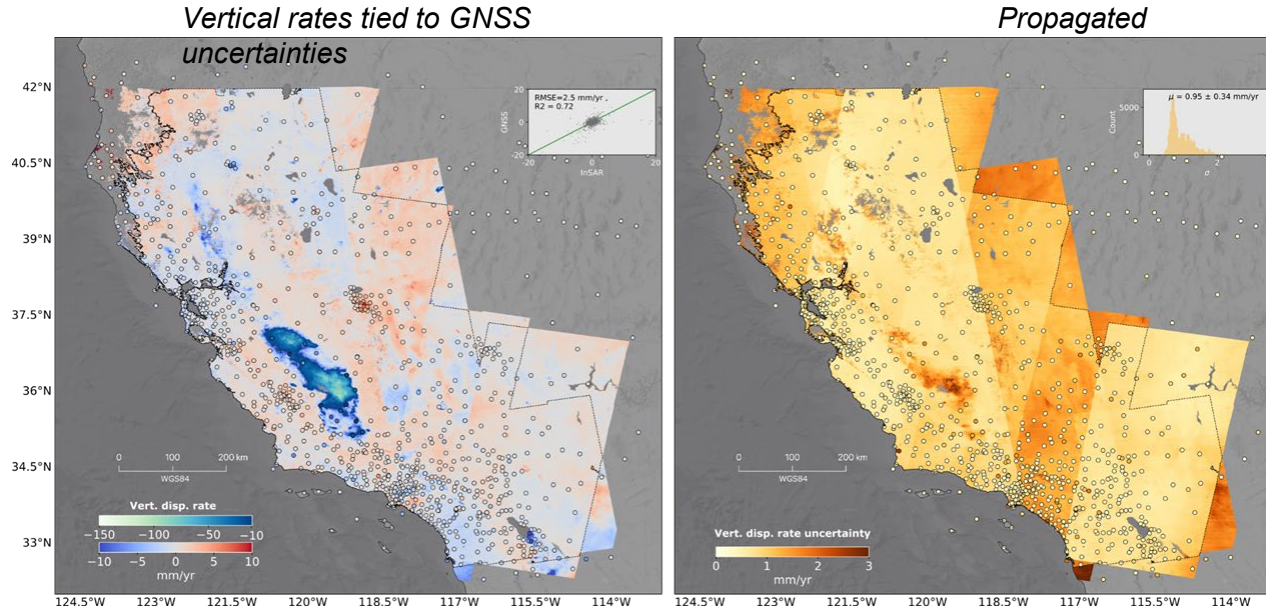 Vertical rates tied to GNSS
uncertainties
Propagated
42°N
40.5°N
39°N
37.5°N
36°N
34.5°N
33°N
RMSE=2.5 mm/yr
R2 = 0.72
20
0
-20
GNSS
-20
0
20
InSAR
0
100
200 km
WGS84
Vert. disp. rate
−150
−100
−50
−10
−10
−5
0
5
10
mm/yr
124.5°W
123°W
121.5°W
120°W
118.5°W
117°W
115.5°W
114°W
μ = 0.95 ± 0.34 mm/yr
5000
0
Count
0
σ
0
100
200 km
WGS84
Vert. disp. rate uncertainty
0
1
2
3
mm/yr
124.5°W
123°W
121.5°W
120°W
118.5°W
117°W
115.5°W
114°W